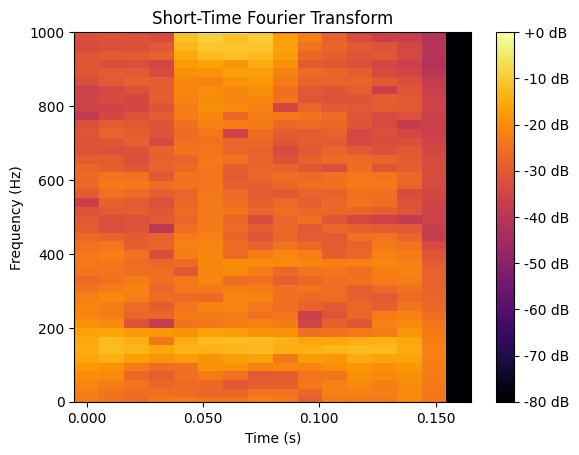 Short-Time Fourier Transform
1000
800
600
400
200
0
Frequency (Hz)
0.000
0.050
0.100
0.150
Time (s)
+0 dB
-10 dB
-20 dB
-30 dB
-40 dB
-50 dB
-60 dB
-70 dB
-80 dB